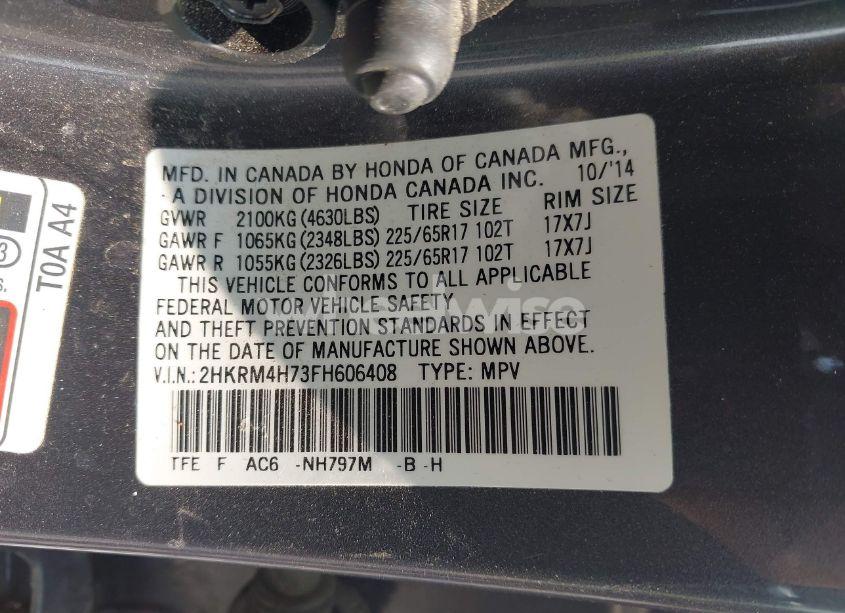 MFD. IN CANADA BY HONDA OF CANADA MFG.,
- A DIVISION OF HONDA CANADA INC. 10/'14
GVWR 2100KG (4630LBS) TIRE SIZE RIM SIZE
GAWR F 1065KG (2348LBS) 225/65R17 102T 17X7J
GAWR R 1055KG (2326LBS) 225/65R17 102T 17X7J
THIS VEHICLE CONFORMS TO ALL APPLICABLE
FEDERAL MOTOR VEHICLE SAFETY
AND THEFT PREVENTION STANDARDS IN EFFECT
ON THE DATE OF MANUFACTURE SHOWN ABOVE.
V.I.N.: 2HKRM4H73FH606408 TYPE: MPV
TFE F AC6 -NH797M -B -H
T0A A4
3
S.